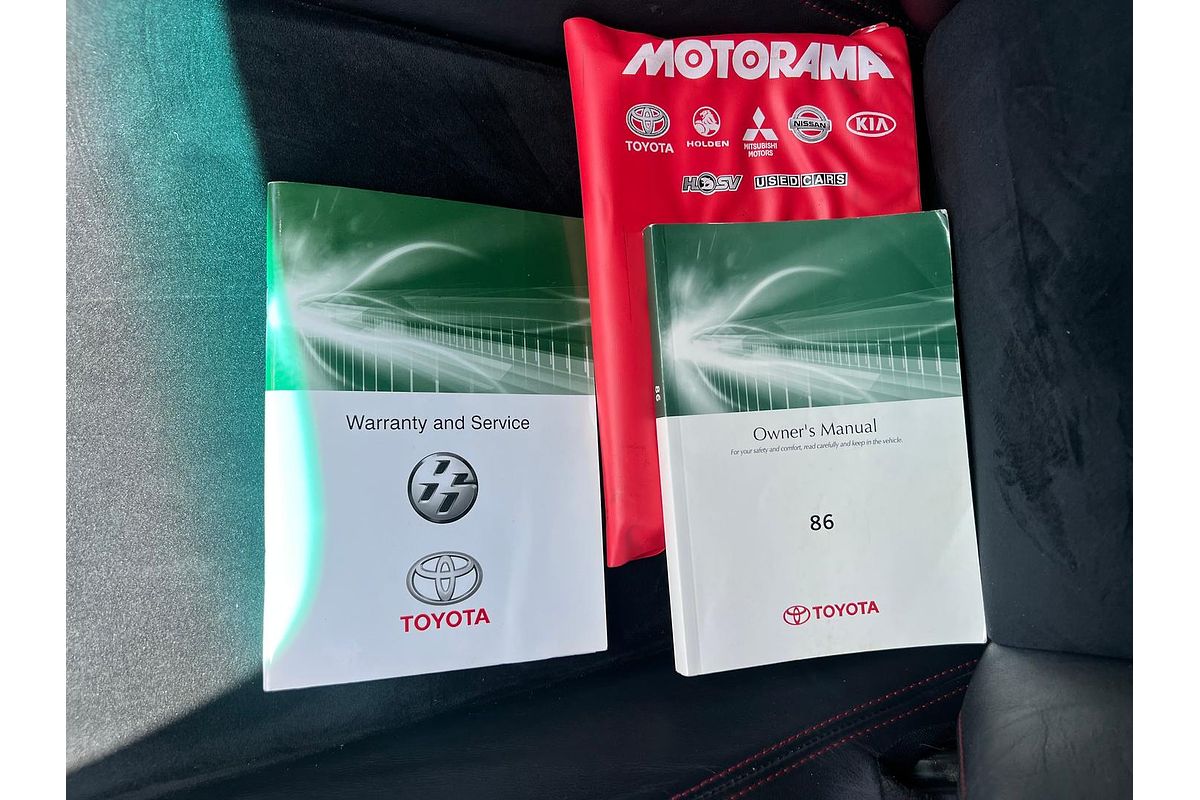 MOTORAMA
TOYOTA
HOLDEN
MITSUBISHI
MOTORS
NISSAN
KIA
HSV
USED CARS
Warranty and Service
86
TOYOTA
86
Owner's Manual
For your safety and comfort, read carefully and keep in the vehicle.
86
TOYOTA